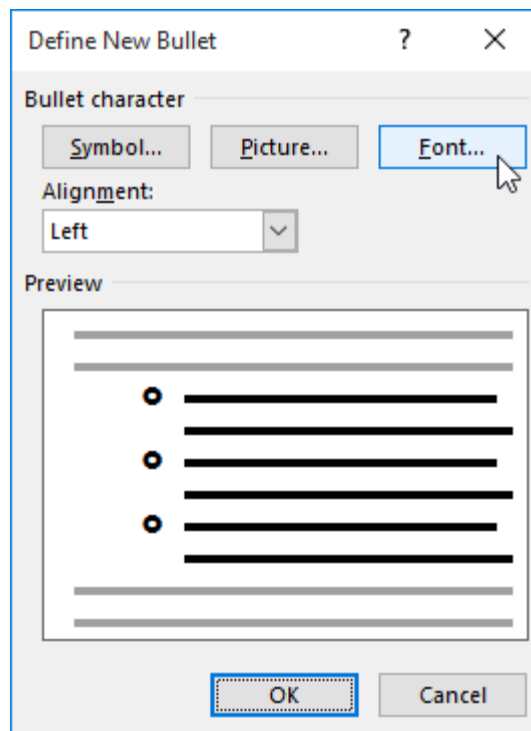 Define New Bullet ?
Bullet character
Symbol... Picture... Font...
Alignment:
Left
Preview
OK Cancel